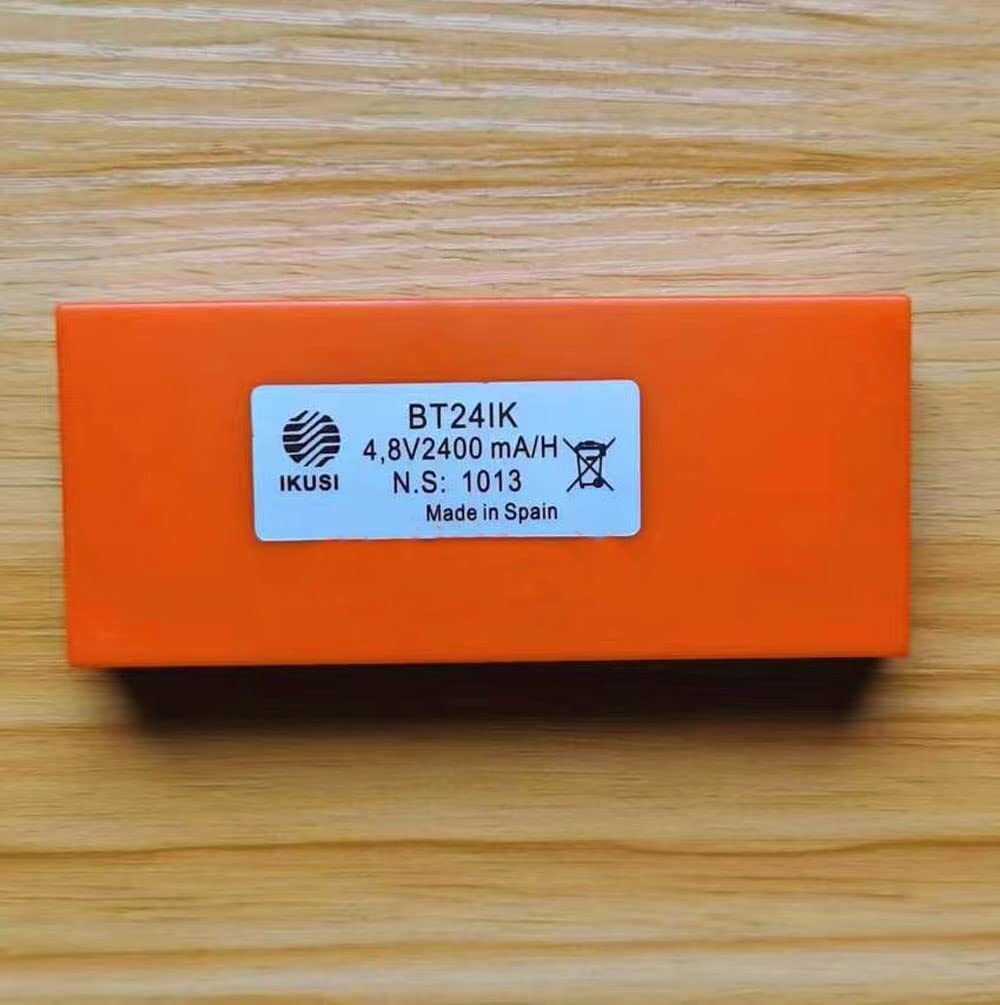 BT24IK
4,8V2400 mA/H
N.S: 1013
IKUSI
Made in Spain